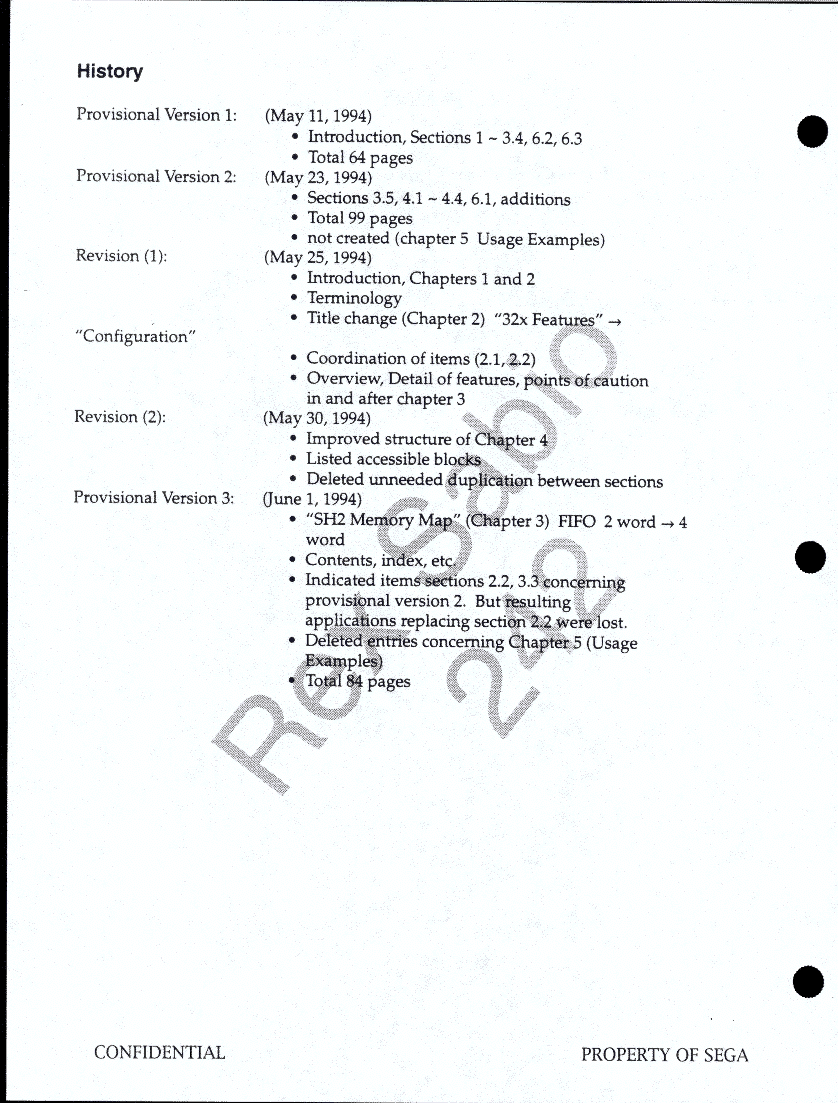 History
Provisional Version 1: (May 11, 1994)
• Introduction, Sections 1 ~ 3.4, 6.2, 6.3
• Total 64 pages
Provisional Version 2: (May 23, 1994)
• Sections 3.5, 4.1 ~ 4.4, 6.1, additions
• Total 99 pages
• not created (chapter 5 Usage Examples)
Revision (1): (May 25, 1994)
• Introduction, Chapters 1 and 2
• Terminology
• Title change (Chapter 2) "32x Features" →
"Configuration"
• Coordination of items (2.1, 2.2)
• Overview, Detail of features, points of caution
in and after chapter 3
Revision (2): (May 30, 1994)
• Improved structure of Chapter 4
• Listed accessible blocks
• Deleted unneeded duplication between sections
Provisional Version 3: (June 1, 1994)
• "SH2 Memory Map" (Chapter 3) FIFO 2 word → 4
word
• Contents, index, etc.
• Indicated items sections 2.2, 3.3 concerning
provisional version 2. But resulting
applications replacing section 2.2 were lost.
• Deleted entries concerning Chapter 5 (Usage
Examples)
• Total 84 pages
Rex Sabio
242
CONFIDENTIAL PROPERTY OF SEGA